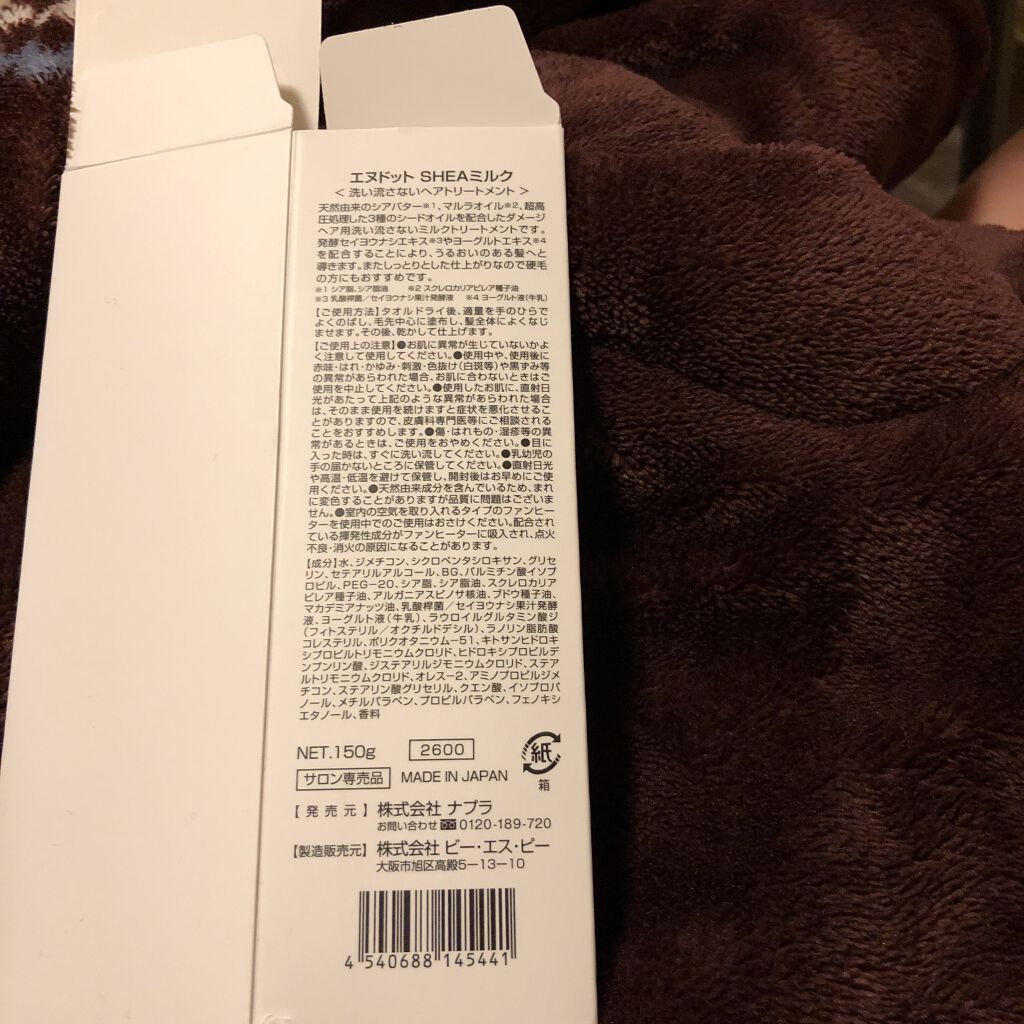 エヌドット SHEAミルク
< 洗い流さないヘアトリートメント >
天然由来のシアバター※1、マルラオイル※2、超高
圧処理した3種のシードオイルを配合したダメージ
ヘア用洗い流さないミルクトリートメントです。
発酵セイヨウナシエキス※3やヨーグルトエキス※4
を配合することにより、うるおいのある髪へと
導きます。またしっとりとした仕上がりなので硬毛
の方にもおすすめです。
※1 シア脂、シア脂油 ※2 スクレロカリアビレア種子油
※3 乳酸桿菌/セイヨウナシ果汁発酵液 ※4 ヨーグルト液(牛乳)
【ご使用方法】タオルドライ後、適量を手のひらで
よくのばし、毛先中心に塗布し、髪全体によくなじ
ませます。その後、乾かして仕上げます。
【ご使用上の注意】●お肌に異常が生じていないかよ
く注意して使用してください。●使用中や、使用後に
赤味・はれ・かゆみ・刺激・色抜け(白斑等)や黒ずみ等
の異常があらわれた場合、お肌に合わないときはご
使用を中止してください。●使用したお肌に、直射日
光があたって上記のような異常があらわれた場合
は、そのまま使用を続けますと症状を悪化させるこ
とがありますので、皮膚科専門医等にご相談される
ことをおすすめします。●傷・はれもの・湿疹等の異
常があるときは、ご使用をおやめください。●目に
入った時は、すぐに洗い流してください。●乳幼児の
手の届かないところに保管してください。●直射日光
や高温・低温を避けて保管し、開封後はお早めにご使
用ください。●天然由来成分を含んでいるため、まれ
に変色することがありますが品質に問題はございま
せん。●室内の空気を取り入れるタイプのファンヒー
ターを使用中でのご使用はおさけください。配合され
ている揮発性成分がファンヒーターに吸入され、点火
不良・消火の原因になることがあります。
【成分】水、ジメチコン、シクロペンタシロキサン、グリセ
リン、セテアリルアルコール、BG、パルミチン酸イソプ
ロピル、PEG-20、シア脂、シア脂油、スクレロカリア
ビレア種子油、アルガニアスピノサ核油、ブドウ種子油、
マカデミアナッツ油、乳酸桿菌/セイヨウナシ果汁発酵
液、ヨーグルト液(牛乳)、ラウロイルグルタミン酸ジ
(フィトステリル/オクチルドデシル)、ラノリン脂肪酸
コレステリル、ポリクオタニウム-51、キトサンヒドロキ
シプロピルトリモニウムクロリド、ヒドロキシプロピルデ
ンプンリン酸、ジステアリルジモニウムクロリド、ステア
ルトリモニウムクロリド、オレス-2、アミノプロピルジメ
チコン、ステアリン酸グリセリル、クエン酸、イソプロパ
ノール、メチルパラベン、プロピルパラベン、フェノキシ
エタノール、香料
NET.150g 2600 紙
サロン専売品 MADE IN JAPAN 箱
【 発 売 元 】 株式会社 ナプラ
お問い合わせ 0120-189-720
【製造販売元】 株式会社 ビー・エス・ピー
大阪市旭区高殿5-13-10
4 540688 145441